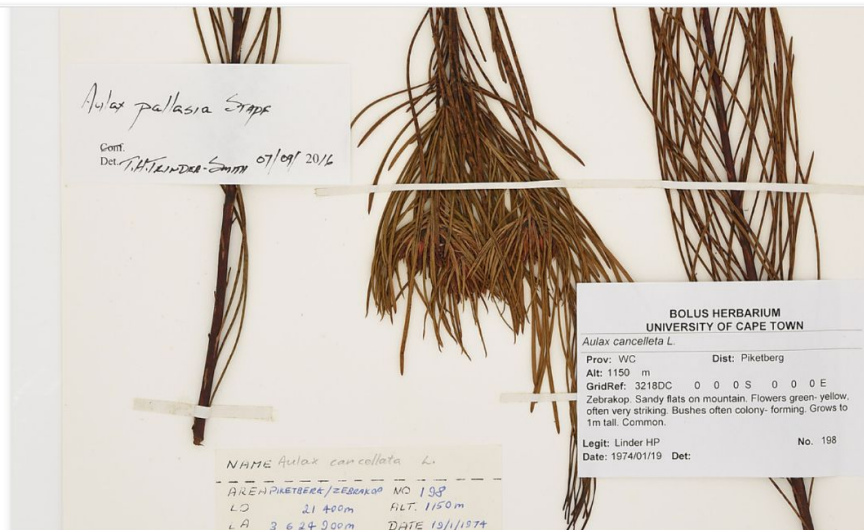 Aulax pallasia STAPF
Conf.
Det. T.H.TRINDER-SMITH 07/09/ 2016
BOLUS HERBARIUM
UNIVERSITY OF CAPE TOWN
Aulax cancelleta L.
Prov: WC Dist: Piketberg
Alt: 1150 m
GridRef: 3218DC 0 0 0 S 0 0 0 E
Zebrakop. Sandy flats on mountain. Flowers green- yellow,
often very striking. Bushes often colony- forming. Grows to
1m tall. Common.
Legit: Linder HP No. 198
Date: 1974/01/19 Det:
NAME Aulax cancellata L.
AREA PIKETBERG/ZEBRAKOP NO 198
LO 21 400m ALT. 1150m
LA 3 624 900m DATE 19/1/1974